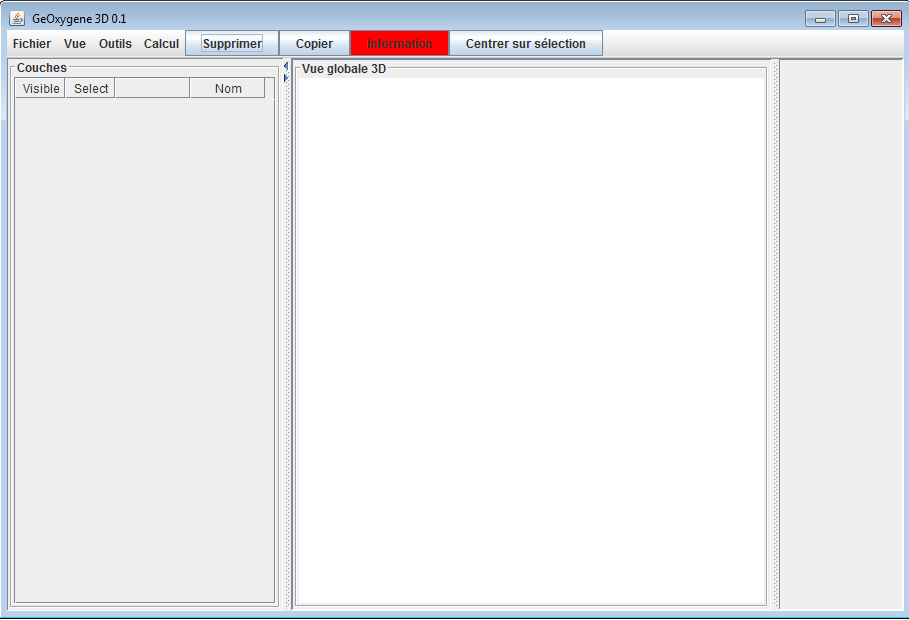 GeOxygene 3D 0.1
Fichier Vue Outils Calcul Supprimer Copier Information Centrer sur sélection
Couches
Visible Select Nom
Vue globale 3D